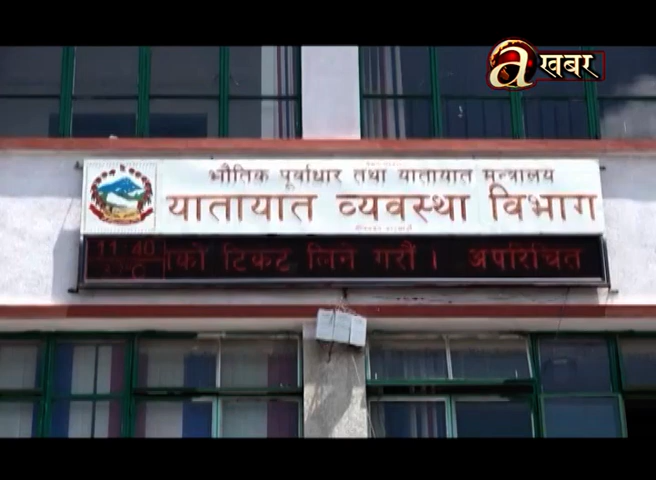 a खबर
भौतिक पूर्वाधार तथा यातायात मन्त्रालय
यातायात व्यवस्था विभाग
11 40
को टिकट लिने गरौं । अपरिचित